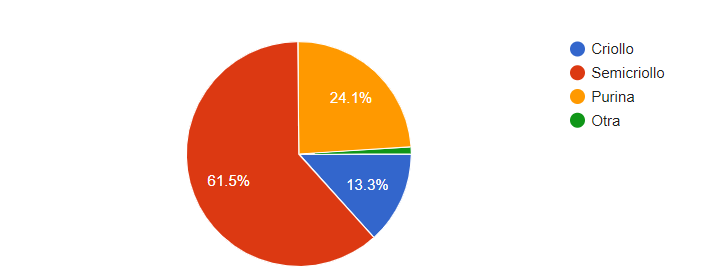 Criollo
Semicriollo
Purina
Otra
24.1%
61.5%
13.3%